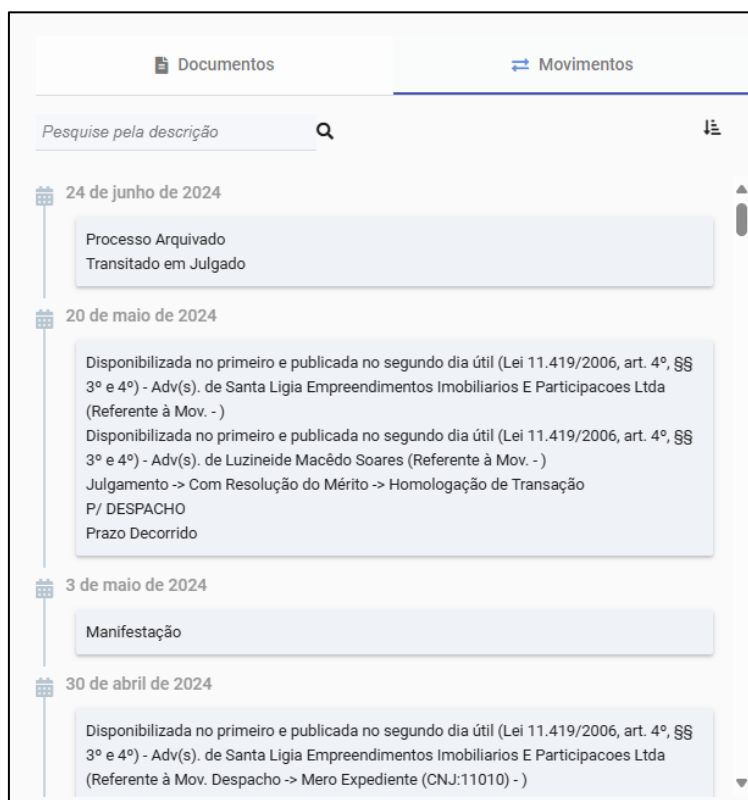 Documentos
Movimentos
Pesquise pela descrição
24 de junho de 2024
Processo Arquivado
Transitado em Julgado
20 de maio de 2024
Disponibilizada no primeiro e publicada no segundo dia útil (Lei 11.419/2006, art. 4º, §§
3º e 4º) - Adv(s). de Santa Ligia Empreendimentos Imobiliarios E Participacoes Ltda
(Referente à Mov. - )
Disponibilizada no primeiro e publicada no segundo dia útil (Lei 11.419/2006, art. 4º, §§
3º e 4º) - Adv(s). de Luzineide Macêdo Soares (Referente à Mov. - )
Julgamento -> Com Resolução do Mérito -> Homologação de Transação
P/ DESPACHO
Prazo Decorrido
3 de maio de 2024
Manifestação
30 de abril de 2024
Disponibilizada no primeiro e publicada no segundo dia útil (Lei 11.419/2006, art. 4º, §§
3º e 4º) - Adv(s). de Santa Ligia Empreendimentos Imobiliarios E Participacoes Ltda
(Referente à Mov. Despacho -> Mero Expediente (CNJ:11010) - )